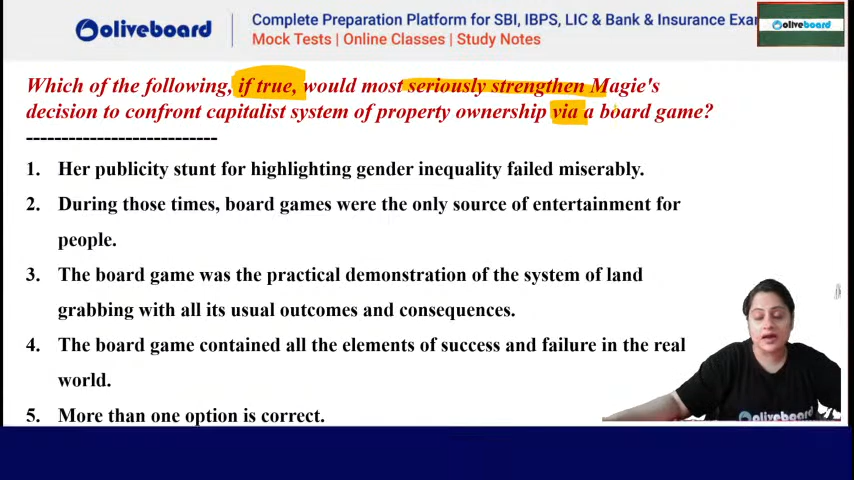 oliveboard
Complete Preparation Platform for SBI, IBPS, LIC & Bank & Insurance Exa
Mock Tests | Online Classes | Study Notes
oliveboard
Which of the following, if true, would most seriously strengthen Magie's
decision to confront capitalist system of property ownership via a board game?
---------------------------
1. Her publicity stunt for highlighting gender inequality failed miserably.
2. During those times, board games were the only source of entertainment for
people.
3. The board game was the practical demonstration of the system of land
grabbing with all its usual outcomes and consequences.
4. The board game contained all the elements of success and failure in the real
world.
5. More than one option is correct.
oliveboard